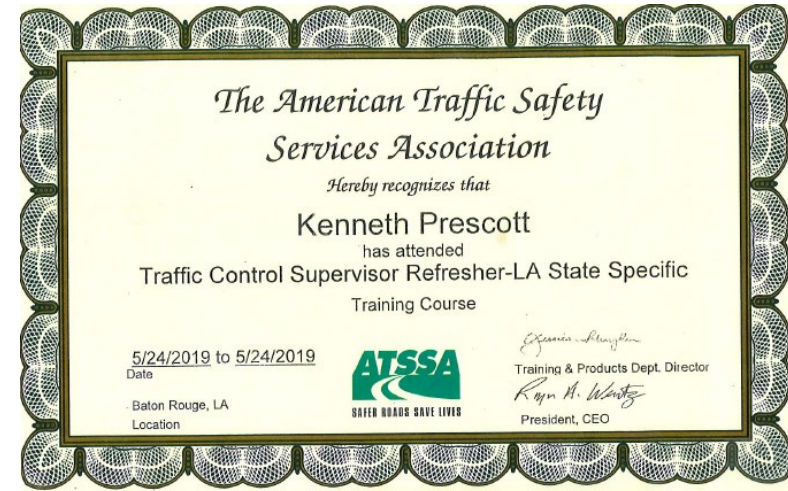 The American Traffic Safety
Services Association
Hereby recognizes that
Kenneth Prescott
has attended
Traffic Control Supervisor Refresher-LA State Specific
Training Course
5/24/2019 to 5/24/2019
Date
Baton Rouge, LA
Location
ATSSA
SAFER ROADS SAVE LIVES
Training & Products Dept. Director
President, CEO